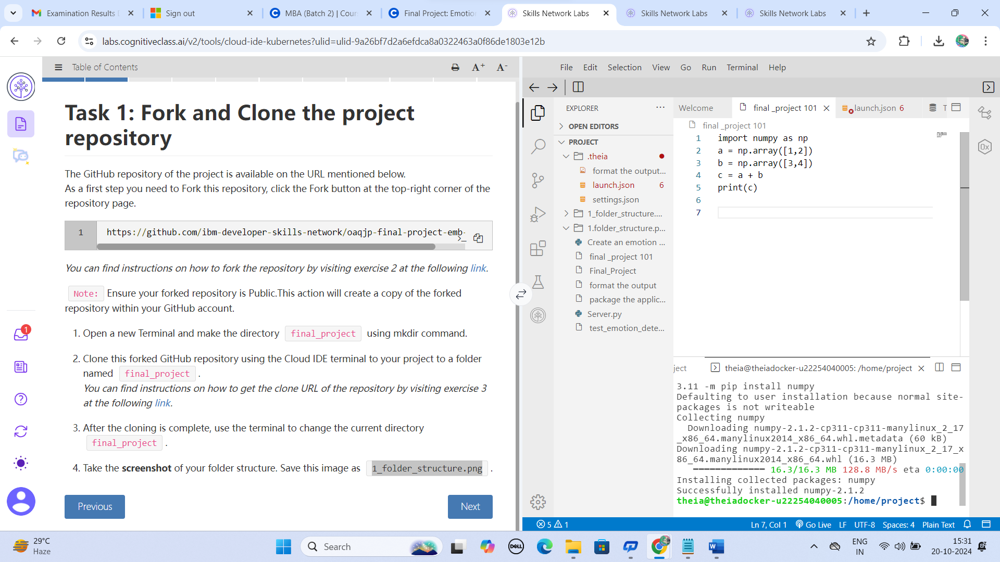 Examination Results
Sign out
MBA (Batch 2) | Cour
Final Project: Emotion
Skills Network Labs
Skills Network Labs
Skills Network Labs
labs.cognitiveclass.ai/v2/tools/cloud-ide-kubernetes?ulid=ulid-9a26bf7d2a6efdca8a0322463a0f86de1803e12b
Table of Contents
A+ A-
File Edit Selection View Go Run Terminal Help
Task 1: Fork and Clone the project
repository
The GitHub repository of the project is available on the URL mentioned below.
As a first step you need to Fork this repository, click the Fork button at the top-right corner of the
repository page.
1 https://github.com/ibm-developer-skills-network/oaqjp-final-project-emb-
You can find instructions on how to fork the repository by visiting exercise 2 at the following link.
Note: Ensure your forked repository is Public.This action will create a copy of the forked
repository within your GitHub account.
1. Open a new Terminal and make the directory final_project using mkdir command.
2. Clone this forked GitHub repository using the Cloud IDE terminal to your project to a folder
named final_project .
You can find instructions on how to get the clone URL of the repository by visiting exercise 3
at the following link.
3. After the cloning is complete, use the terminal to change the current directory
final_project .
4. Take the screenshot of your folder structure. Save this image as 1_folder_structure.png .
Previous
Next
1
EXPLORER
OPEN EDITORS
PROJECT
.theia
format the output...
launch.json 6
settings.json
1_folder_structure....
1.folder_structure.p...
Create an emotion ...
final _project 101
Final_Project
format the output
package the applic...
Server.py
test_emotion_dete...
Welcome
final _project 101
launch.json 6
T
final _project 101
1 import numpy as np
2 a = np.array([1,2])
3 b = np.array([3,4])
4 c = a + b
5 print(c)
6
7
ject
theia@theiadocker-u22254040005: /home/project
3.11 -m pip install numpy
Defaulting to user installation because normal site-
packages is not writeable
Collecting numpy
Downloading numpy-2.1.2-cp311-cp311-manylinux_2_17
_x86_64.manylinux2014_x86_64.whl.metadata (60 kB)
Downloading numpy-2.1.2-cp311-cp311-manylinux_2_17_x
86_64.manylinux2014_x86_64.whl (16.3 MB)
16.3/16.3 MB 128.8 MB/s eta 0:00:00
Installing collected packages: numpy
Successfully installed numpy-2.1.2
theia@theiadocker-u22254040005:/home/project$
5 1
Ln 7, Col 1 Go Live LF UTF-8 Spaces: 4 Plain Text
29°C
Haze
Search
DELL
ENG
IN
15:31
20-10-2024